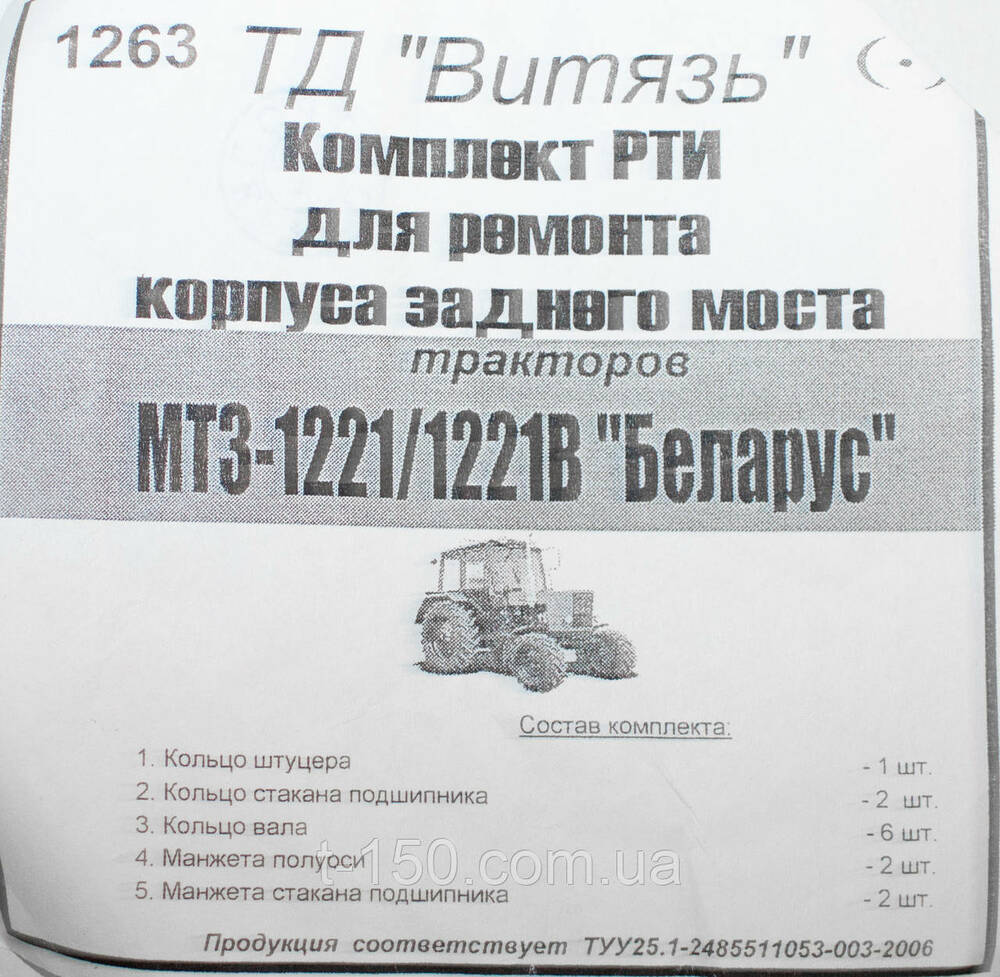 1263 ТД "Витязь"
Комплект РТИ
для ремонта
корпуса заднего моста
тракторов
МТЗ-1221/1221В "Беларус"
Состав комплекта:
1. Кольцо штуцера - 1 шт.
2. Кольцо стакана подшипника - 2 шт.
3. Кольцо вала - 6 шт.
4. Манжета полуоси - 2 шт.
t-150.com.ua
5. Манжета стакана подшипника - 2 шт.
Продукция соответствует ТУУ25.1-2485511053-003-2006